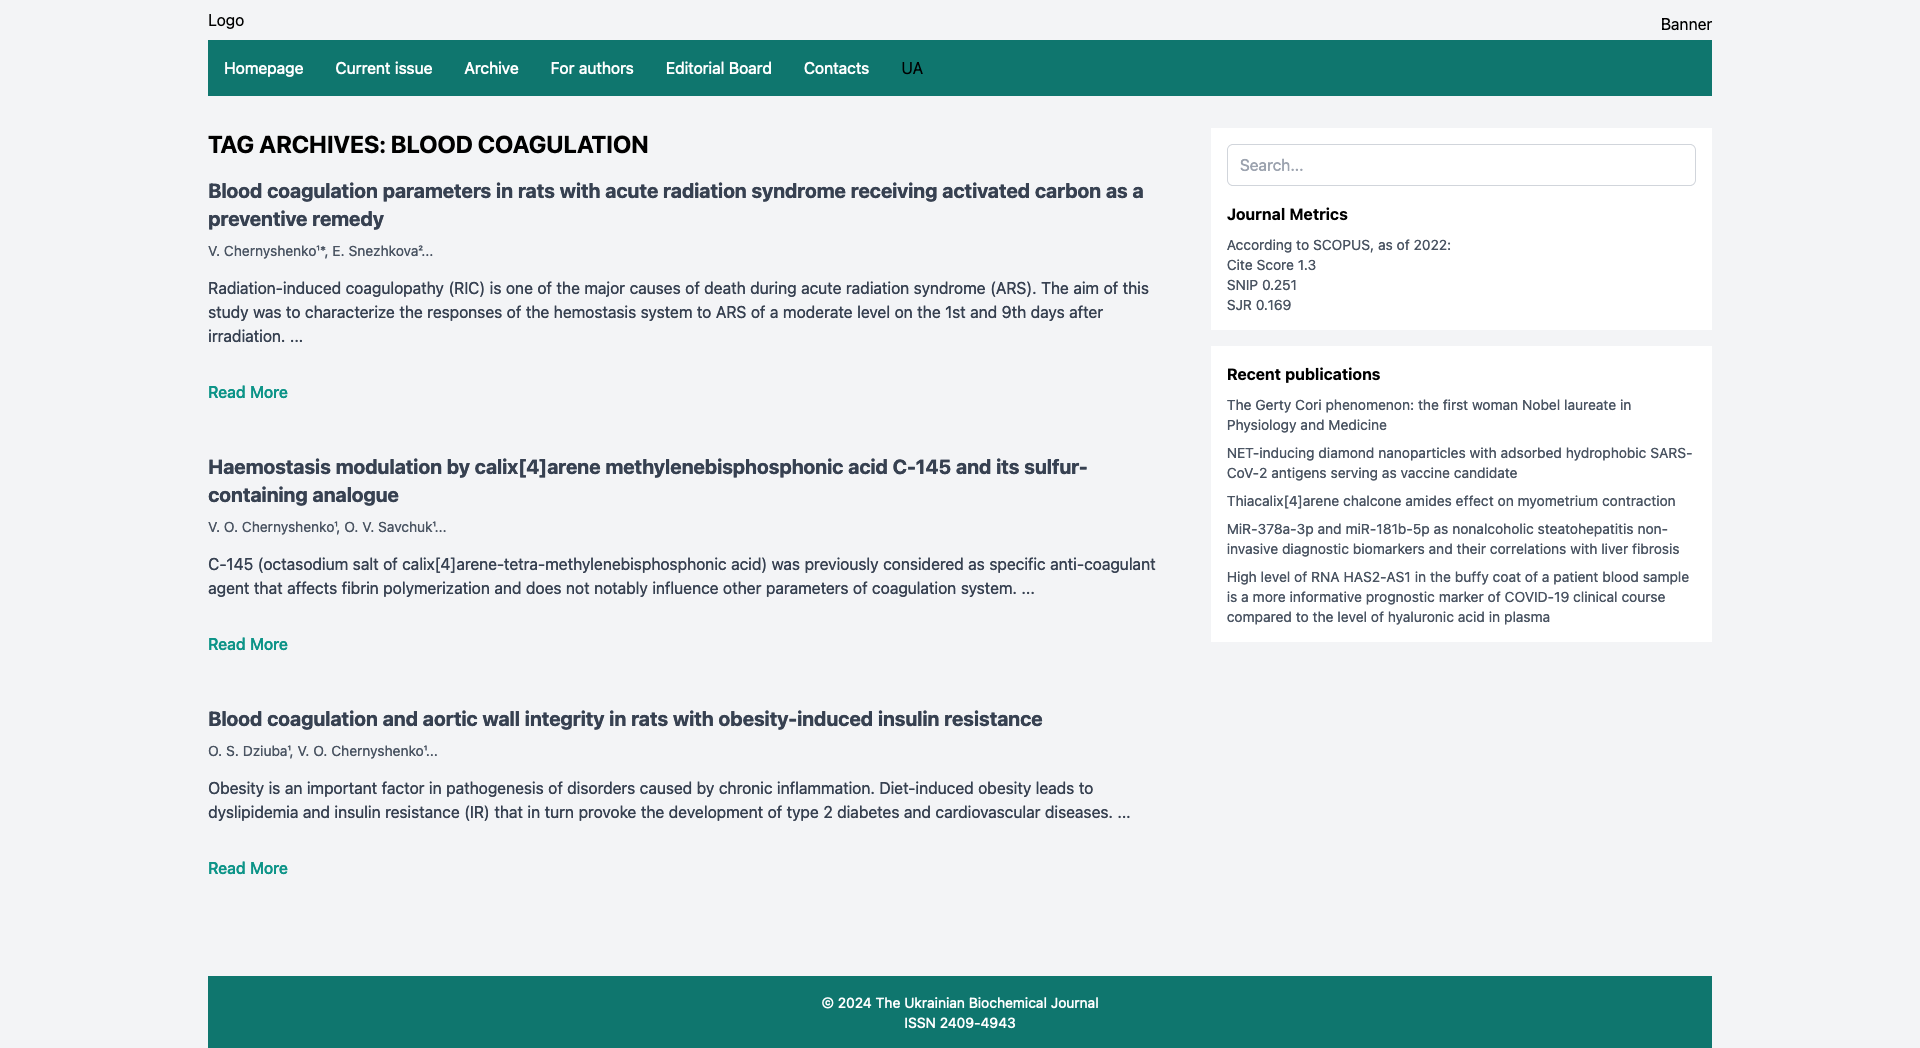 Logo
Banner
Homepage Current issue Archive For authors Editorial Board Contacts UA
TAG ARCHIVES: BLOOD COAGULATION
Blood coagulation parameters in rats with acute radiation syndrome receiving activated carbon as a
preventive remedy
V. Chernyshenko¹*, E. Snezhkova²...
Radiation-induced coagulopathy (RIC) is one of the major causes of death during acute radiation syndrome (ARS). The aim of this
study was to characterize the responses of the hemostasis system to ARS of a moderate level on the 1st and 9th days after
irradiation. ...
Read More
Haemostasis modulation by calix[4]arene methylenebisphosphonic acid C-145 and its sulfur-
containing analogue
V. O. Chernyshenko¹, O. V. Savchuk¹...
C-145 (octasodium salt of calix[4]arene-tetra-methylenebisphosphonic acid) was previously considered as specific anti-coagulant
agent that affects fibrin polymerization and does not notably influence other parameters of coagulation system. ...
Read More
Blood coagulation and aortic wall integrity in rats with obesity-induced insulin resistance
O. S. Dziuba¹, V. O. Chernyshenko¹...
Obesity is an important factor in pathogenesis of disorders caused by chronic inflammation. Diet-induced obesity leads to
dyslipidemia and insulin resistance (IR) that in turn provoke the development of type 2 diabetes and cardiovascular diseases. ...
Read More
Search...
Journal Metrics
According to SCOPUS, as of 2022:
Cite Score 1.3
SNIP 0.251
SJR 0.169
Recent publications
The Gerty Cori phenomenon: the first woman Nobel laureate in
Physiology and Medicine
NET-inducing diamond nanoparticles with adsorbed hydrophobic SARS-
CoV-2 antigens serving as vaccine candidate
Thiacalix[4]arene chalcone amides effect on myometrium contraction
MiR-378a-3p and miR-181b-5p as nonalcoholic steatohepatitis non-
invasive diagnostic biomarkers and their correlations with liver fibrosis
High level of RNA HAS2-AS1 in the buffy coat of a patient blood sample
is a more informative prognostic marker of COVID-19 clinical course
compared to the level of hyaluronic acid in plasma
© 2024 The Ukrainian Biochemical Journal
ISSN 2409-4943